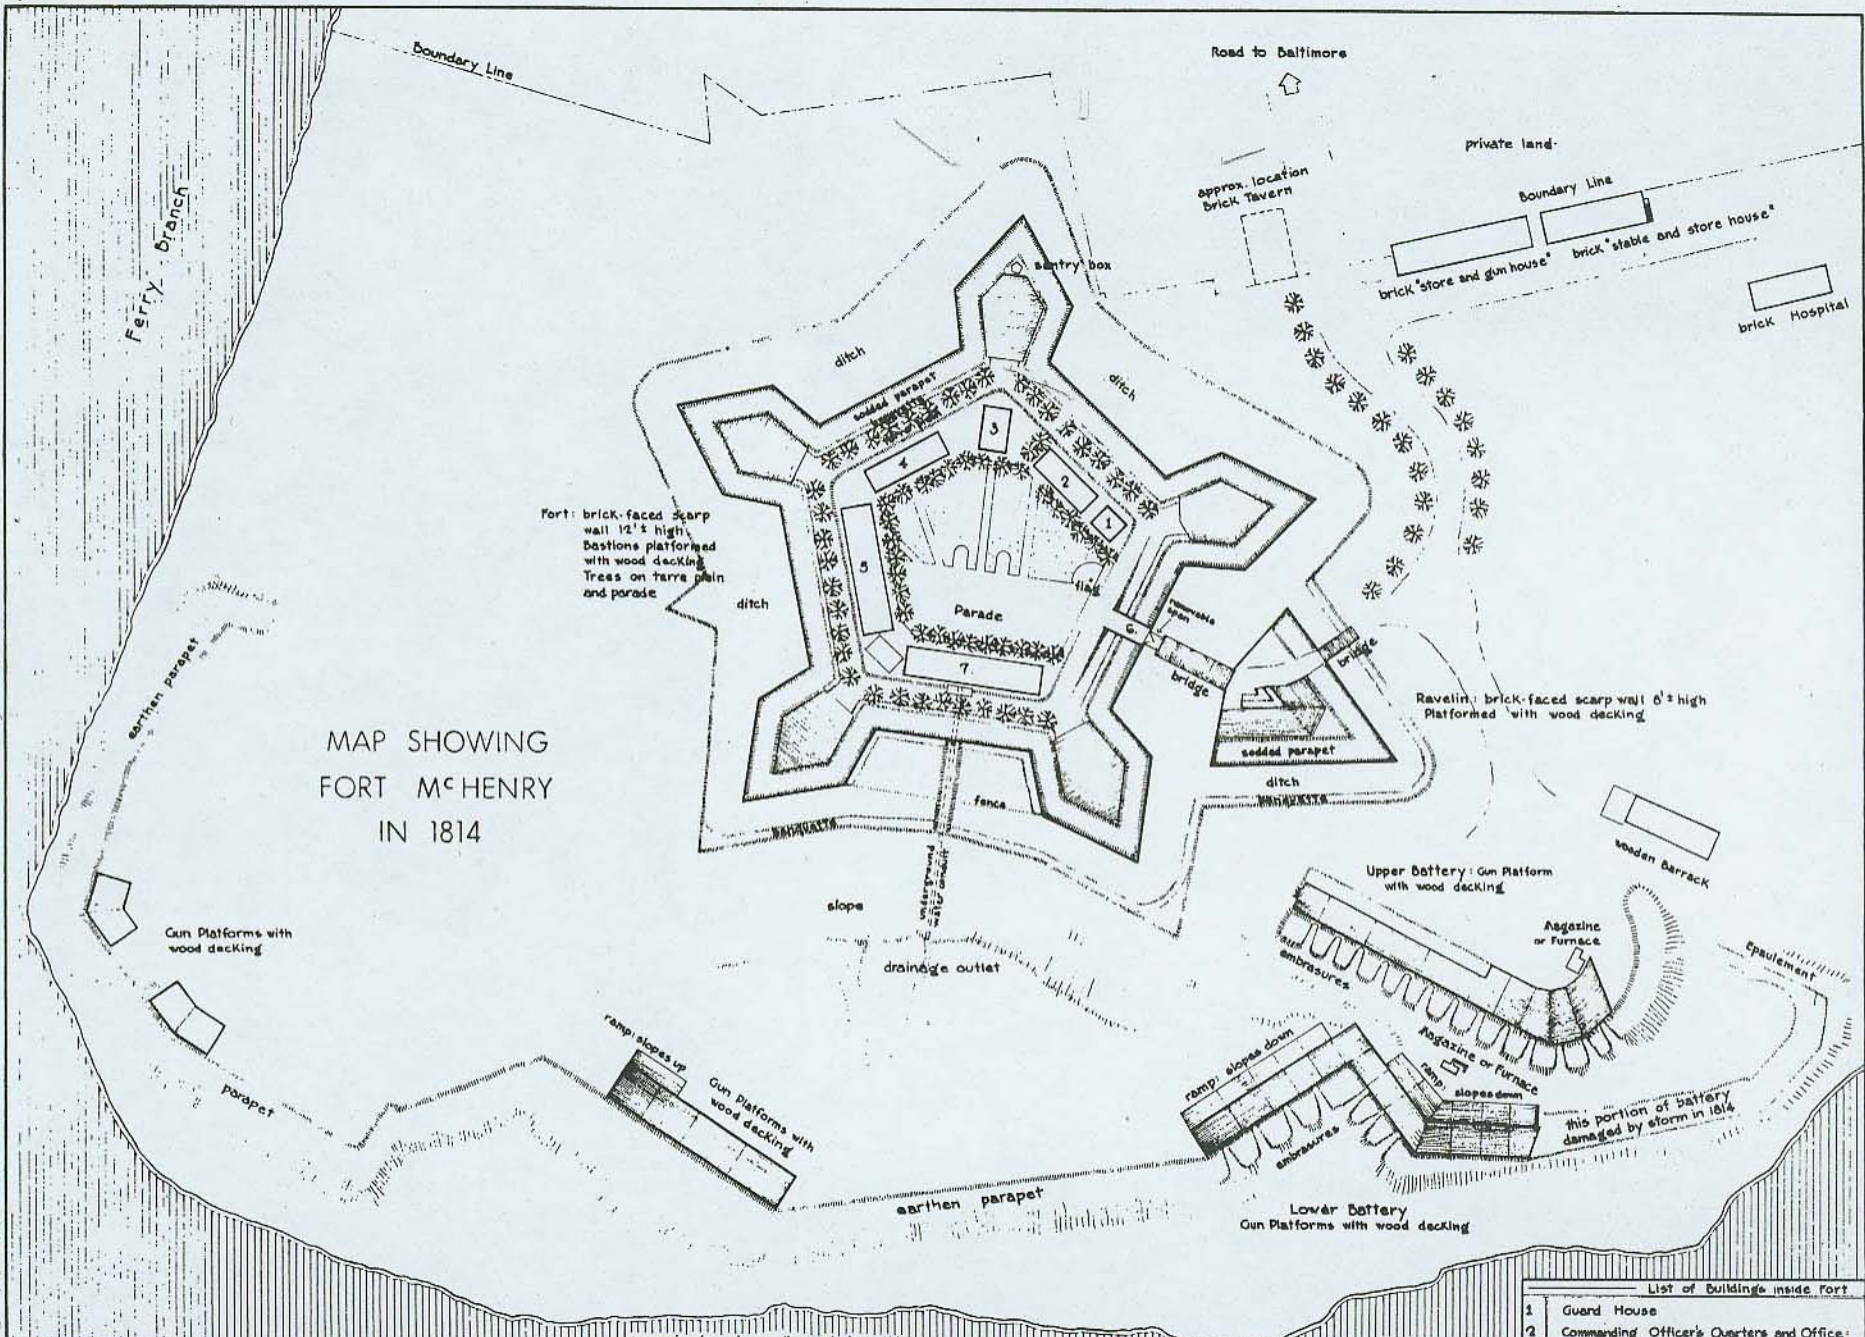 Boundary Line
Road to Baltimore
private land.
approx. location
Brick Tavern
Boundary Line
brick "store and gun house"
brick "stable and store house"
brick Hospital
Ferry Branch
sentry box
ditch
ditch
sodded parapet
banquette
3
4
2
1
5
Fort: brick-faced scarp
wall 12'± high
Bastions platformed
with wood decking
Trees on terre plein
and parade
ditch
flag
Parade
removable
span
6.
7.
bridge
bridge
Ravelin: brick-faced scarp wall 8'± high
Platformed with wood decking
sodded parapet
ditch
banquette
earthen parapet
MAP SHOWING
FORT McHENRY
IN 1814
fence
banquette
slope
drainage outlet
wooden Barrack
Upper Battery: Gun Platform
with wood decking
Magazine
or Furnace
embrasures
Epaulement
Gun Platforms with
wood decking
parapet
ramp: slopes up
Gun Platforms with
wood decking
ramp: slopes down
Magazine or Furnace
ramp:
slopes down
embrasures
this portion of battery
damaged by storm in 1814
earthen parapet
Lower Battery
Gun Platforms with wood decking
List of Buildings inside Fort
1 Guard House
2 Commanding Officer's Quarters and Office